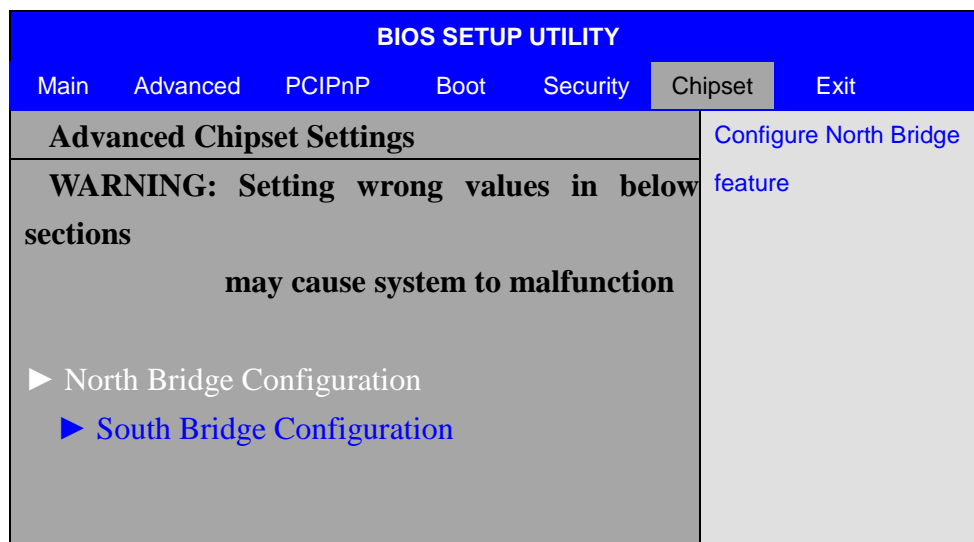 BIOS SETUP UTILITY
Main Advanced PCIPnP Boot Security Chipset Exit
Advanced Chipset Settings
WARNING: Setting wrong values in below
sections
may cause system to malfunction
► North Bridge Configuration
► South Bridge Configuration
Configure North Bridge
feature